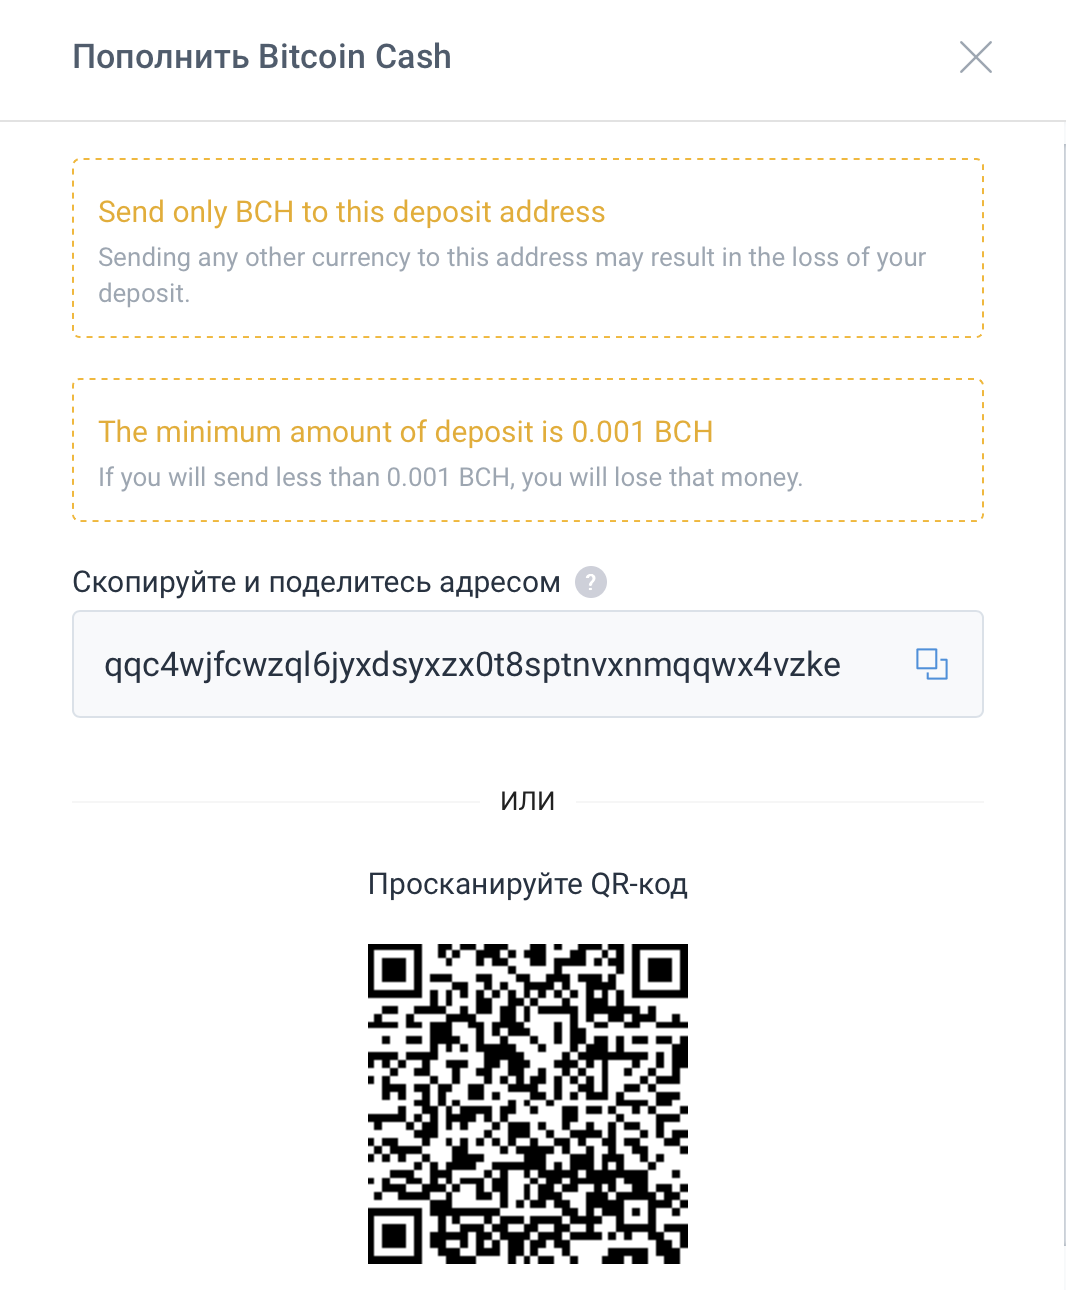 Пополнить Bitcoin Cash
Send only BCH to this deposit address
Sending any other currency to this address may result in the loss of your
deposit.
The minimum amount of deposit is 0.001 BCH
If you will send less than 0.001 BCH, you will lose that money.
Скопируйте и поделитесь адресом ?
qqc4wjfcwzql6jyxdsyxzx0t8sptnvxnmqqwx4vzke
ИЛИ
Просканируйте QR-код